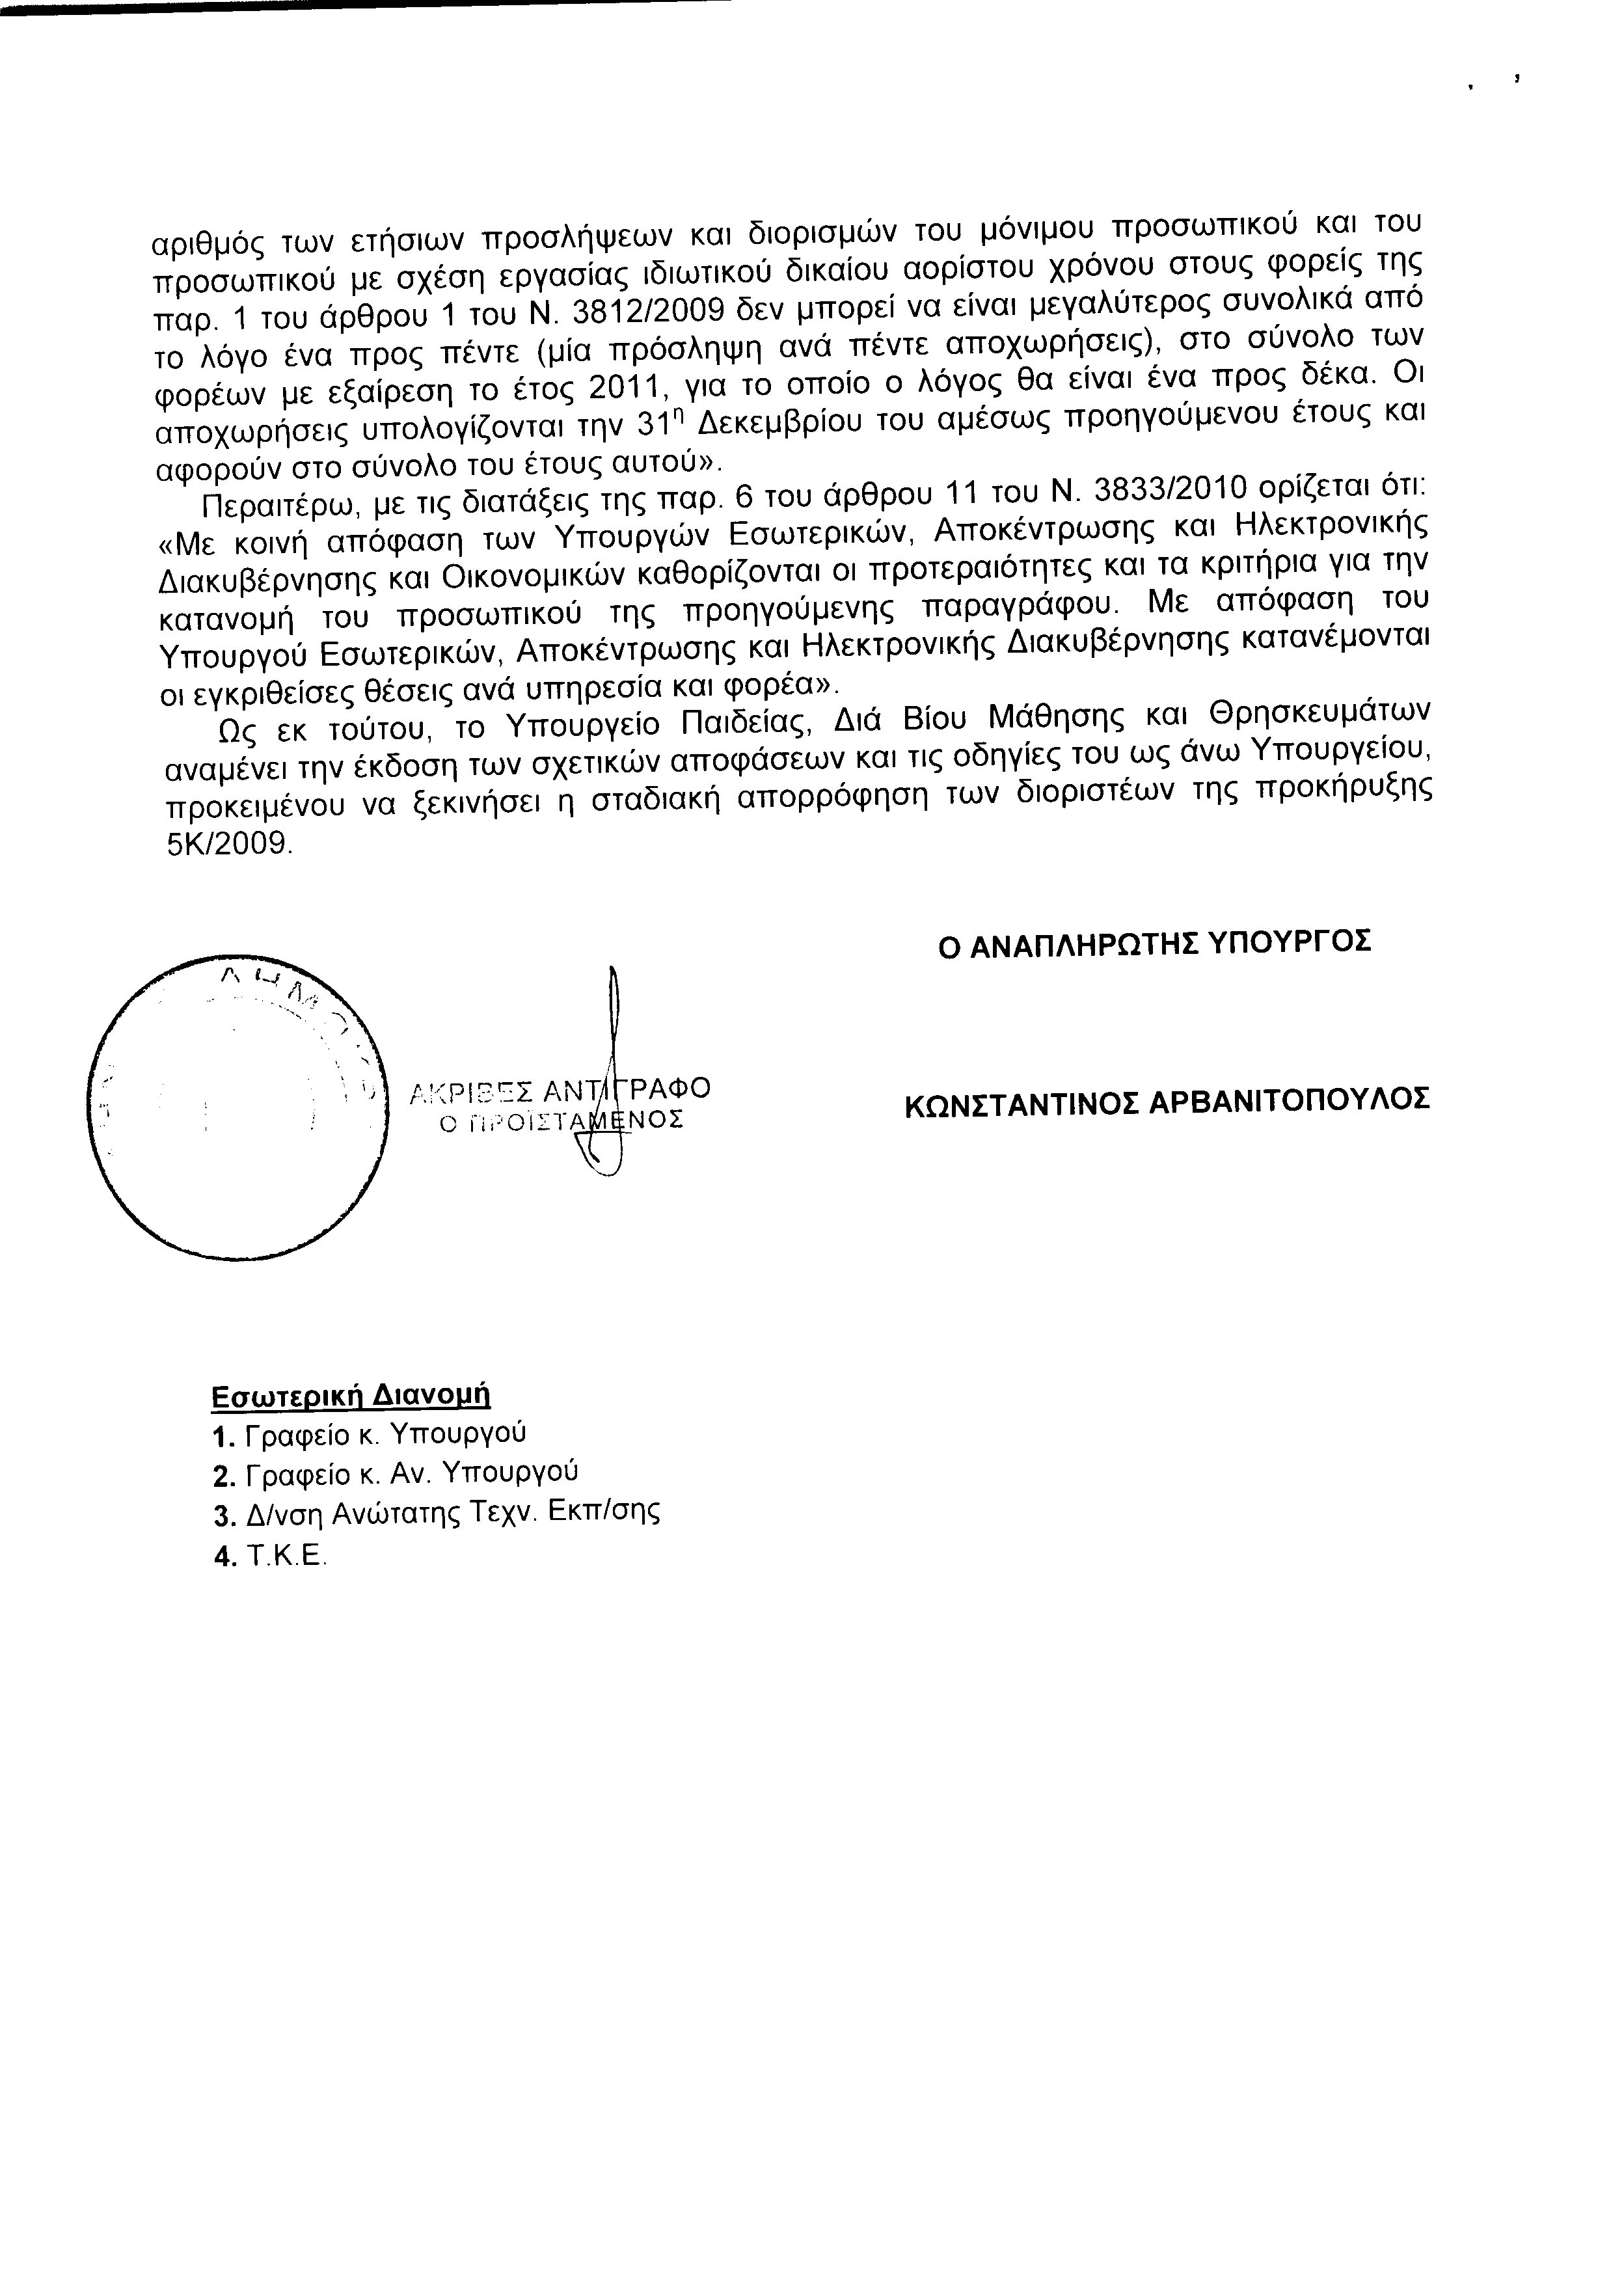 αριθμός των ετήσιων προσλήψεων και διορισμών του μόνιμου προσωπικού και του
προσωπικού με σχέση εργασίας ιδιωτικού δικαίου αορίστου χρόνου στους φορείς της
παρ. 1 του άρθρου 1 του Ν. 3812/2009 δεν μπορεί να είναι μεγαλύτερος συνολικά από
το λόγο ένα προς πέντε (μία πρόσληψη ανά πέντε αποχωρήσεις), στο σύνολο των
φορέων με εξαίρεση το έτος 2011, για το οποίο ο λόγος θα είναι ένα προς δέκα. Οι
αποχωρήσεις υπολογίζονται την 31η Δεκεμβρίου του αμέσως προηγούμενου έτους και
αφορούν στο σύνολο του έτους αυτού».
Περαιτέρω, με τις διατάξεις της παρ. 6 του άρθρου 11 του Ν. 3833/2010 ορίζεται ότι:
«Με κοινή απόφαση των Υπουργών Εσωτερικών, Αποκέντρωσης και Ηλεκτρονικής
Διακυβέρνησης και Οικονομικών καθορίζονται οι προτεραιότητες και τα κριτήρια για την
κατανομή του προσωπικού της προηγούμενης παραγράφου. Με απόφαση του
Υπουργού Εσωτερικών, Αποκέντρωσης και Ηλεκτρονικής Διακυβέρνησης κατανέμονται
οι εγκριθείσες θέσεις ανά υπηρεσία και φορέα».
Ως εκ τούτου, το Υπουργείο Παιδείας, Διά Βίου Μάθησης και Θρησκευμάτων
αναμένει την έκδοση των σχετικών αποφάσεων και τις οδηγίες του ως άνω Υπουργείου,
προκειμένου να ξεκινήσει η σταδιακή απορρόφηση των διοριστέων της προκήρυξης
5Κ/2009.
Ο ΑΝΑΠΛΗΡΩΤΗΣ ΥΠΟΥΡΓΟΣ
ΑΚΡΙΒΕΣ ΑΝΤΙΓΡΑΦΟ
Ο ΠΡΟΪΣΤΑΜΕΝΟΣ
ΚΩΝΣΤΑΝΤΙΝΟΣ ΑΡΒΑΝΙΤΟΠΟΥΛΟΣ
Εσωτερική Διανομή
1. Γραφείο κ. Υπουργού
2. Γραφείο κ. Αν. Υπουργού
3. Δ/νση Ανώτατης Τεχν. Εκπ/σης
4. Τ.Κ.Ε.